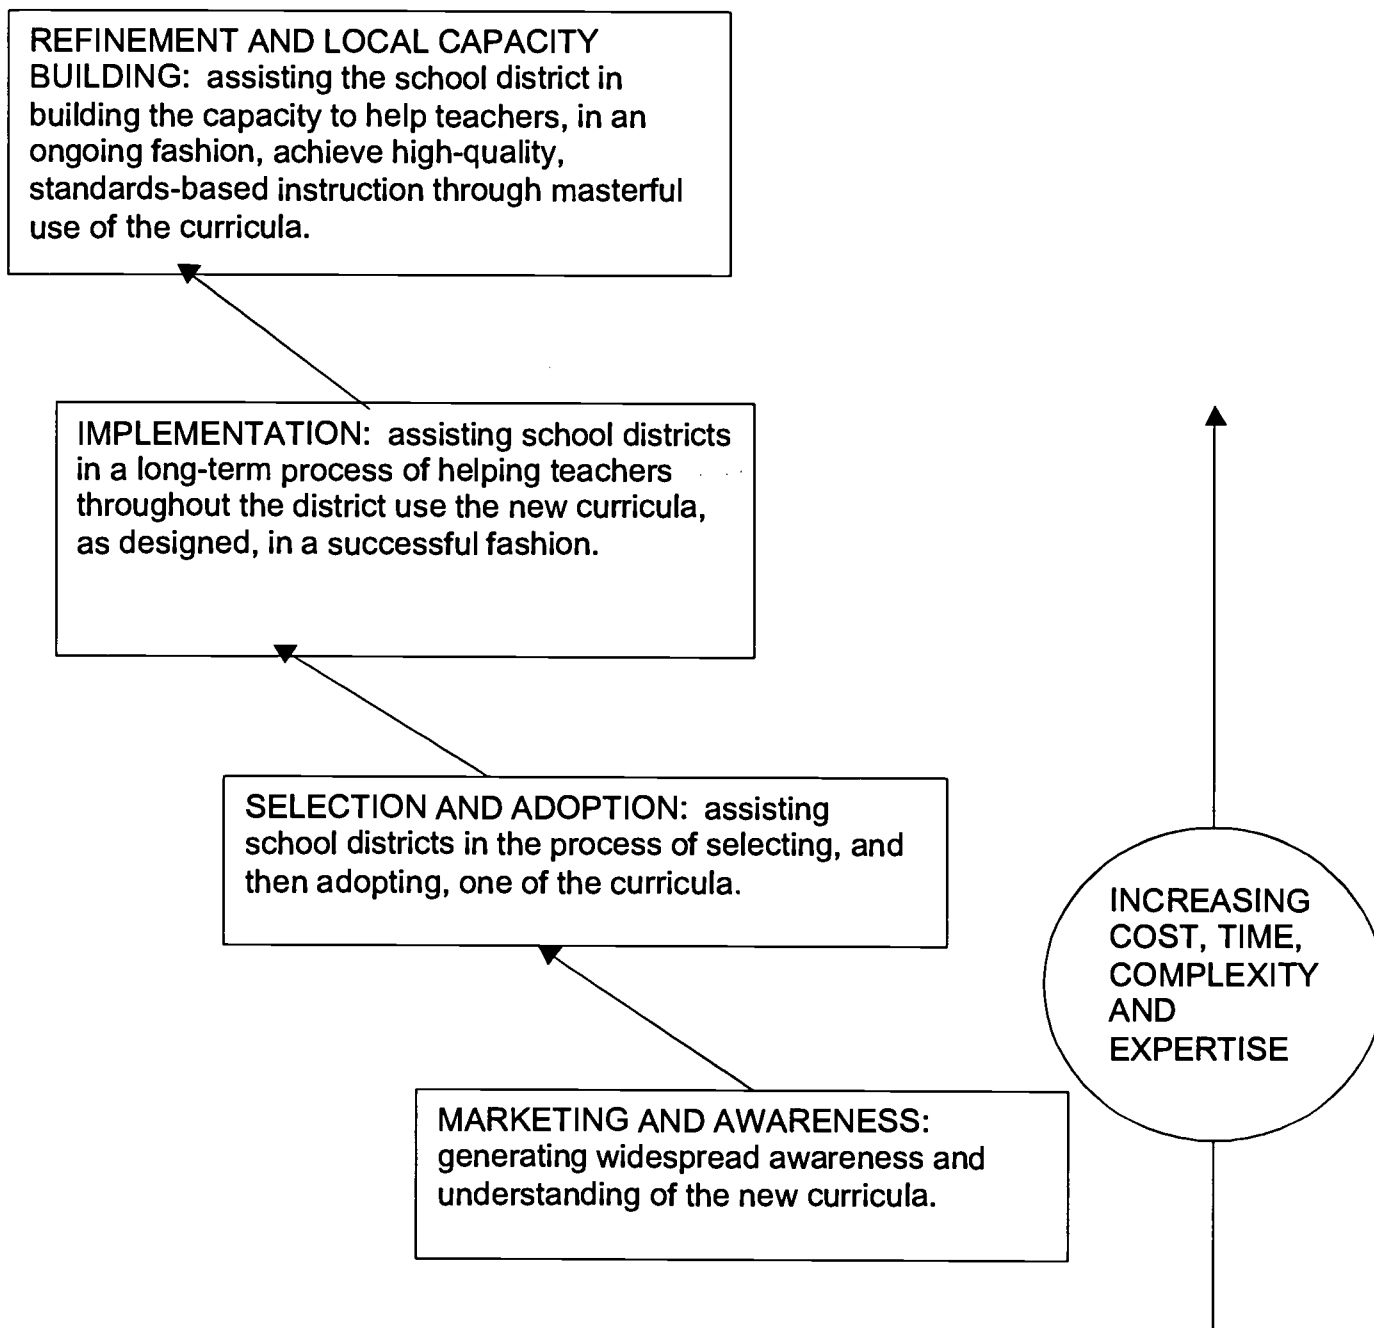 REFINEMENT AND LOCAL CAPACITY
BUILDING: assisting the school district in
building the capacity to help teachers, in an
ongoing fashion, achieve high-quality,
standards-based instruction through masterful
use of the curricula.
IMPLEMENTATION: assisting school districts
in a long-term process of helping teachers
throughout the district use the new curricula,
as designed, in a successful fashion.
SELECTION AND ADOPTION: assisting
school districts in the process of selecting, and
then adopting, one of the curricula.
INCREASING
COST, TIME,
COMPLEXITY
AND
EXPERTISE
MARKETING AND AWARENESS:
generating widespread awareness and
understanding of the new curricula.